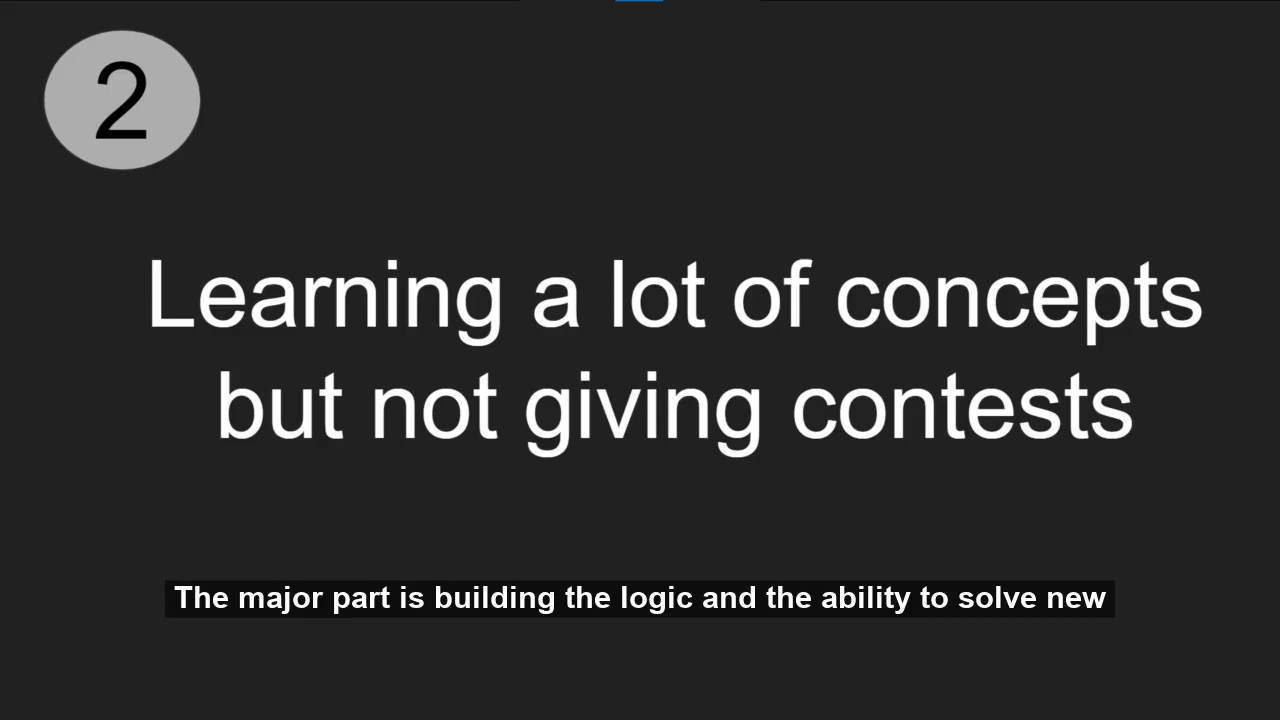 2
Learning a lot of concepts
but not giving contests
The major part is building the logic and the ability to solve new